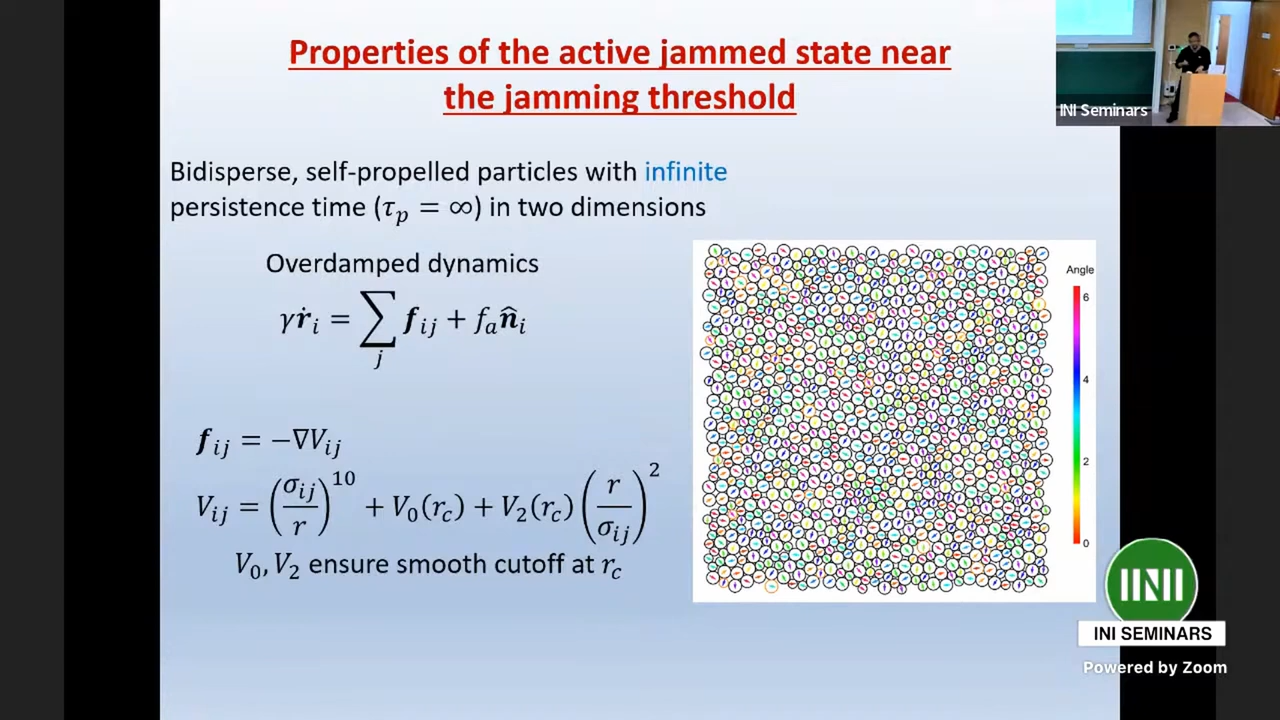 Properties of the active jammed state near
the jamming threshold
INI Seminars
Bidisperse, self-propelled particles with infinite
persistence time (τ_p = ∞) in two dimensions
Overdamped dynamics
γṙ_i = ∑_j f_ij + f_a n̂_i
f_ij = −∇V_ij
V_ij = (σ_ij / r)^10 + V_0(r_c) + V_2(r_c) (r / σ_ij)^2
V_0, V_2 ensure smooth cutoff at r_c
Angle
6
4
2
0
INI
INI SEMINARS
Powered by Zoom